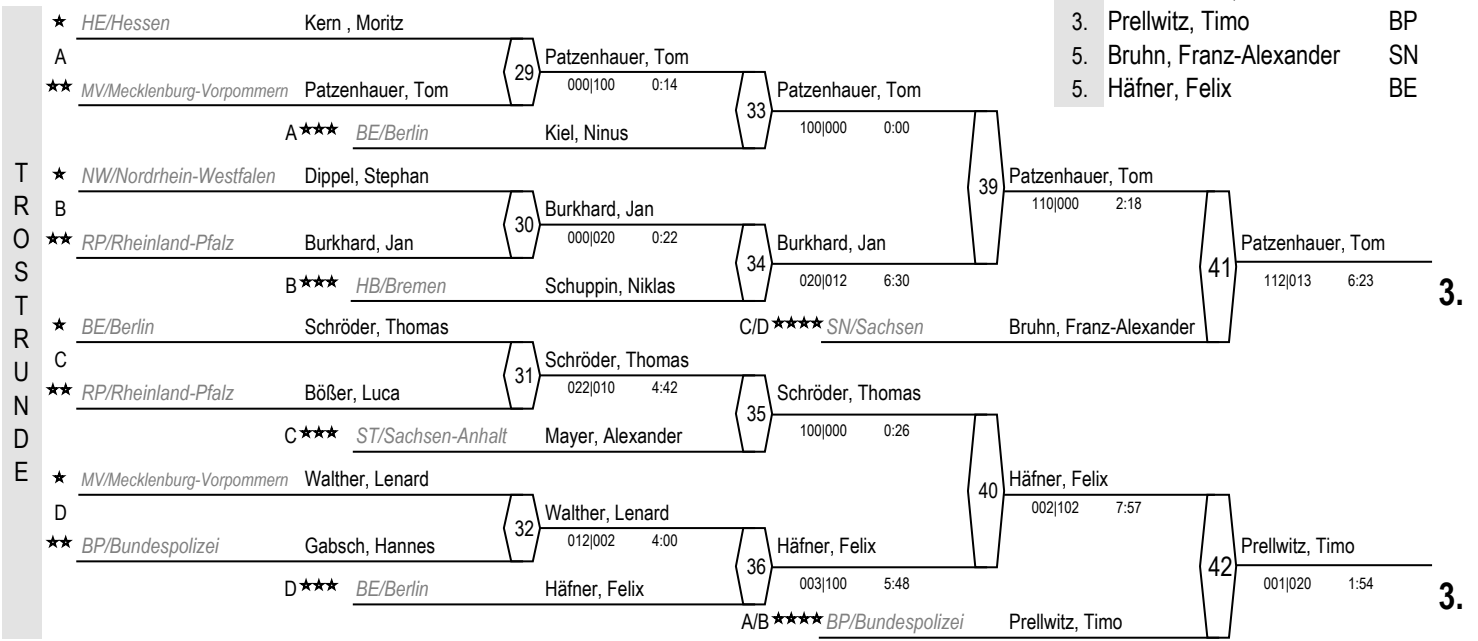 3. Prellwitz, Timo BP
5. Bruhn, Franz-Alexander SN
5. Häfner, Felix BE
TROSTRUNDE
HE/Hessen Kern , Moritz
A
29 Patzenhauer, Tom
000|100 0:14
MV/Mecklenburg-Vorpommern Patzenhauer, Tom
33 Patzenhauer, Tom
100|000 0:00
A BE/Berlin Kiel, Ninus
39 Patzenhauer, Tom
110|000 2:18
NW/Nordrhein-Westfalen Dippel, Stephan
B
30 Burkhard, Jan
000|020 0:22
RP/Rheinland-Pfalz Burkhard, Jan
34 Burkhard, Jan
020|012 6:30
B HB/Bremen Schuppin, Niklas
41 Patzenhauer, Tom
112|013 6:23
3.
C/D SN/Sachsen Bruhn, Franz-Alexander
BE/Berlin Schröder, Thomas
C
31 Schröder, Thomas
022|010 4:42
RP/Rheinland-Pfalz Bößer, Luca
35 Schröder, Thomas
100|000 0:26
C ST/Sachsen-Anhalt Mayer, Alexander
40 Häfner, Felix
002|102 7:57
MV/Mecklenburg-Vorpommern Walther, Lenard
D
32 Walther, Lenard
012|002 4:00
BP/Bundespolizei Gabsch, Hannes
36 Häfner, Felix
003|100 5:48
D BE/Berlin Häfner, Felix
42 Prellwitz, Timo
001|020 1:54
3.
A/B BP/Bundespolizei Prellwitz, Timo